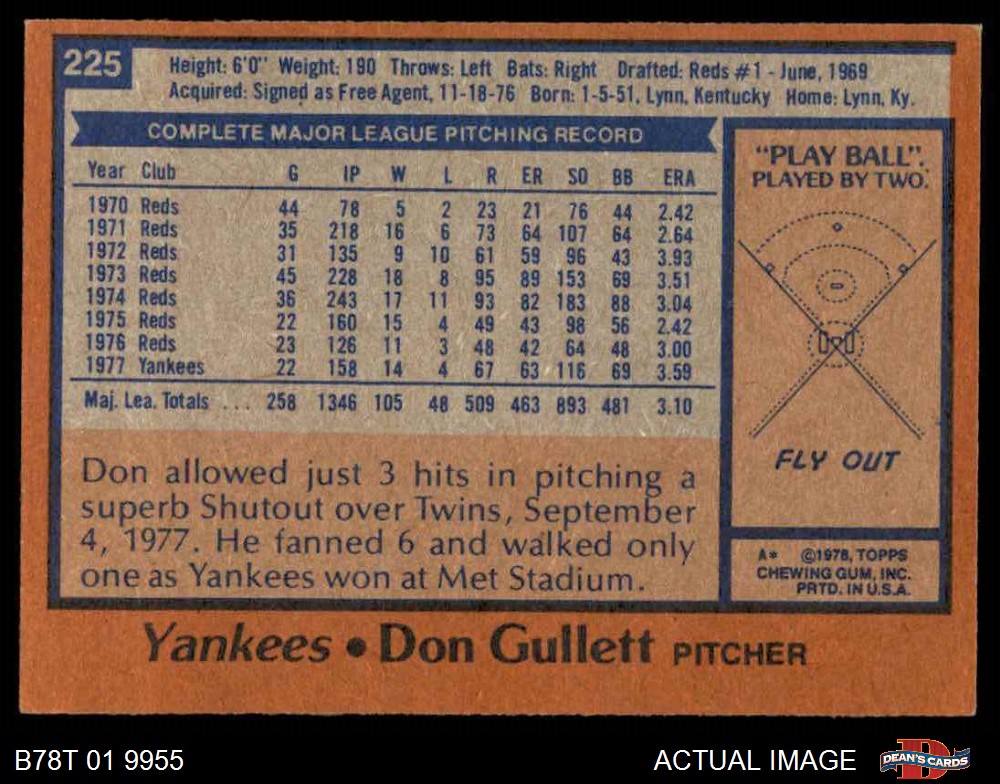 225
Height: 6'0" Weight: 190 Throws: Left Bats: Right Drafted: Reds #1 - June, 1969
Acquired: Signed as Free Agent, 11-18-76 Born: 1-5-51, Lynn, Kentucky Home: Lynn, Ky.
COMPLETE MAJOR LEAGUE PITCHING RECORD
Year Club G IP W L R ER SO BB ERA
1970 Reds 44 78 5 2 23 21 76 44 2.42
1971 Reds 35 218 16 6 73 64 107 64 2.64
1972 Reds 31 135 9 10 61 59 96 43 3.93
1973 Reds 45 228 18 8 95 89 153 69 3.51
1974 Reds 36 243 17 11 93 82 183 88 3.04
1975 Reds 22 160 15 4 49 43 98 56 2.42
1976 Reds 23 126 11 3 48 42 64 48 3.00
1977 Yankees 22 158 14 4 67 63 116 69 3.59
Maj. Lea. Totals ... 258 1346 105 48 509 463 893 481 3.10
Don allowed just 3 hits in pitching a
superb Shutout over Twins, September
4, 1977. He fanned 6 and walked only
one as Yankees won at Met Stadium.
"PLAY BALL".
PLAYED BY TWO.
FLY OUT
A* ©1978, TOPPS
CHEWING GUM, INC.
PRTD. IN U.S.A.
Yankees • Don Gullett PITCHER
B78T 01 9955
ACTUAL IMAGE
DEAN'S CARDS